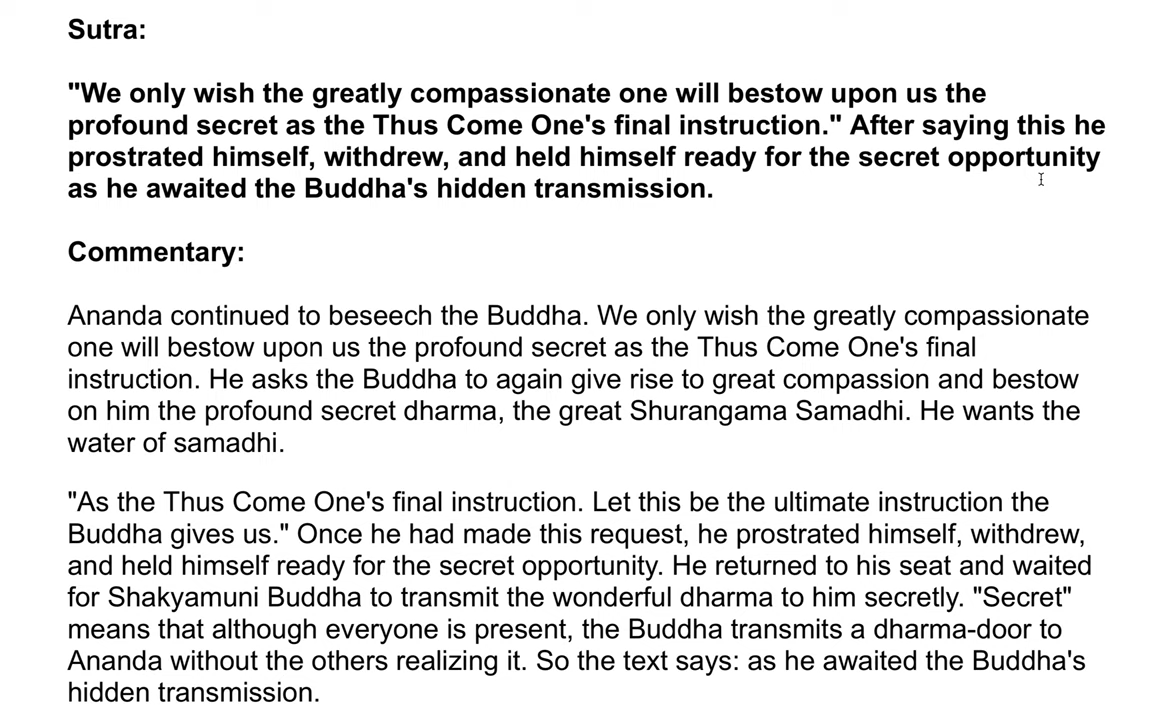 Sutra:
"We only wish the greatly compassionate one will bestow upon us the
profound secret as the Thus Come One's final instruction." After saying this he
prostrated himself, withdrew, and held himself ready for the secret opportunity
as he awaited the Buddha's hidden transmission.
Commentary:
Ananda continued to beseech the Buddha. We only wish the greatly compassionate
one will bestow upon us the profound secret as the Thus Come One's final
instruction. He asks the Buddha to again give rise to great compassion and bestow
on him the profound secret dharma, the great Shurangama Samadhi. He wants the
water of samadhi.
"As the Thus Come One's final instruction. Let this be the ultimate instruction the
Buddha gives us." Once he had made this request, he prostrated himself, withdrew,
and held himself ready for the secret opportunity. He returned to his seat and waited
for Shakyamuni Buddha to transmit the wonderful dharma to him secretly. "Secret"
means that although everyone is present, the Buddha transmits a dharma-door to
Ananda without the others realizing it. So the text says: as he awaited the Buddha's
hidden transmission.